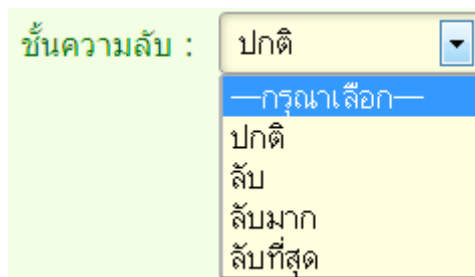 ชั้นความลับ : ปกติ
—กรุณาเลือก—
ปกติ
ลับ
ลับมาก
ลับที่สุด